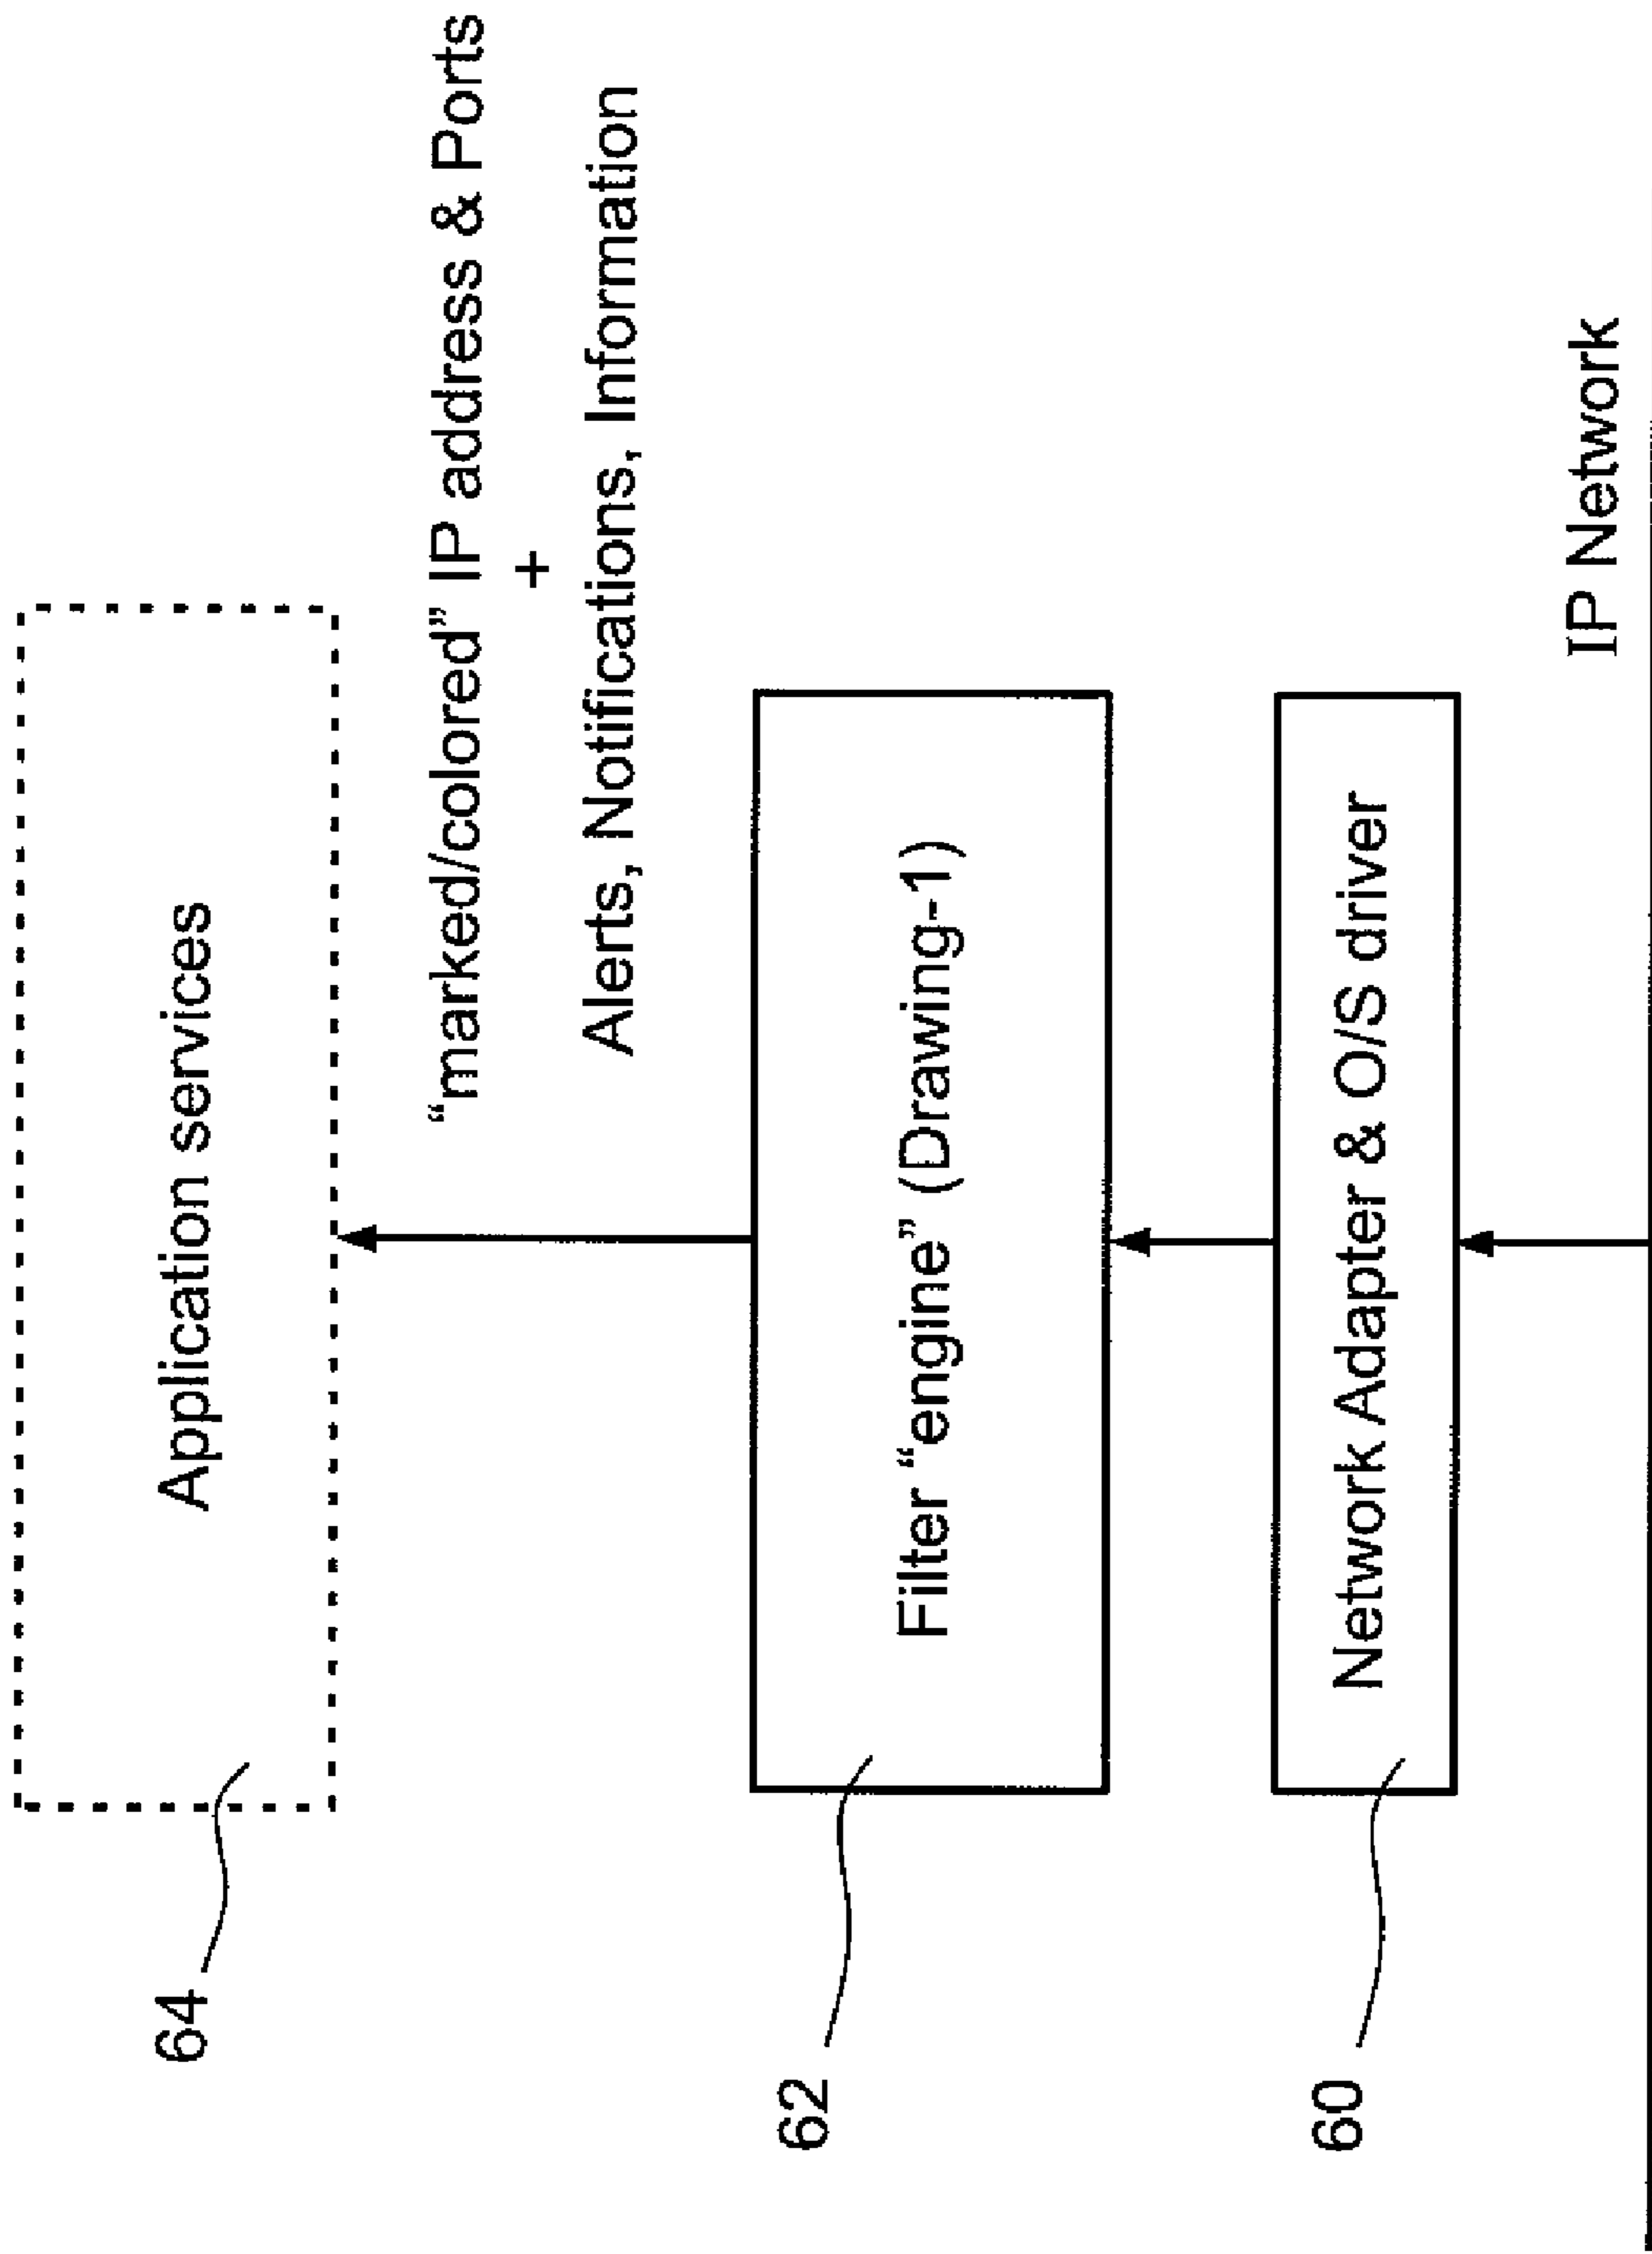 Application services
64
“marked/colored” IP address & Ports
+
Alerts, Notifications, Information
Filter “engine” (Drawing-1)
62
Network Adapter & O/S driver
60
IP Network